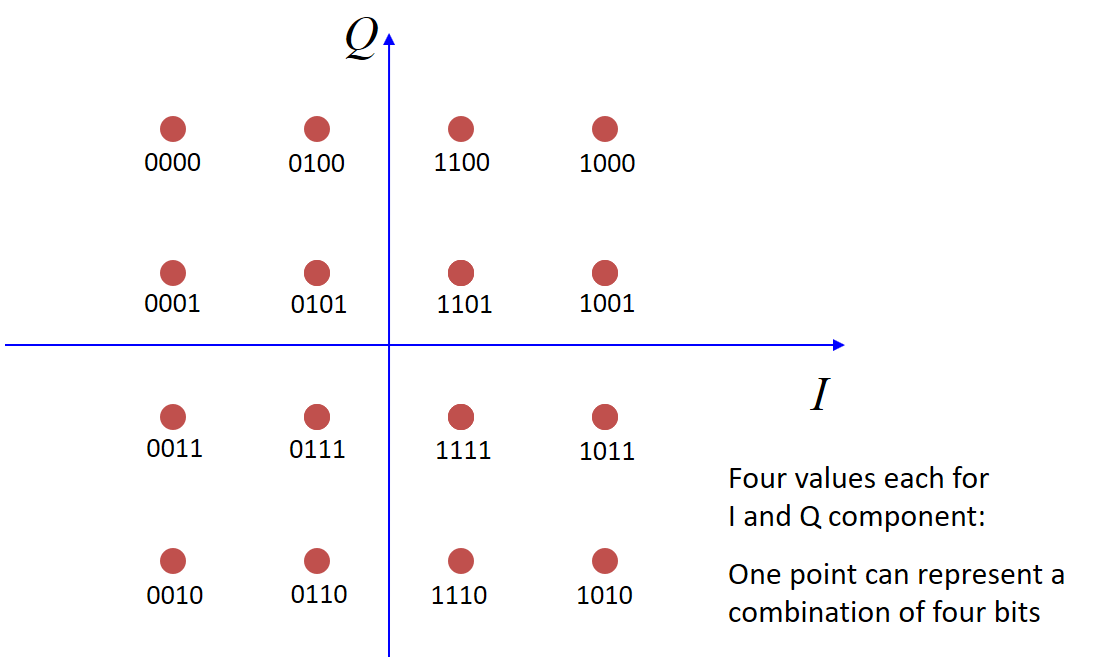 Q
0000 0100 1100 1000
0001 0101 1101 1001
I
0011 0111 1111 1011
Four values each for
I and Q component:
One point can represent a
combination of four bits
0010 0110 1110 1010